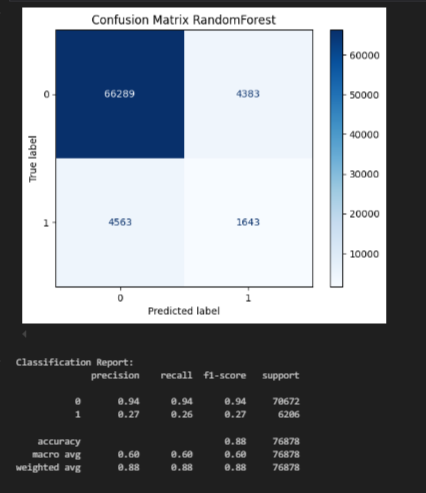 Confusion Matrix RandomForest
60000
0 66289 4383
50000
40000
True label
30000
20000
1 4563 1643
10000
0 1
Predicted label
Classification Report:
precision recall f1-score support
0 0.94 0.94 0.94 70672
1 0.27 0.26 0.27 6206
accuracy 0.88 76878
macro avg 0.60 0.60 0.60 76878
weighted avg 0.88 0.88 0.88 76878